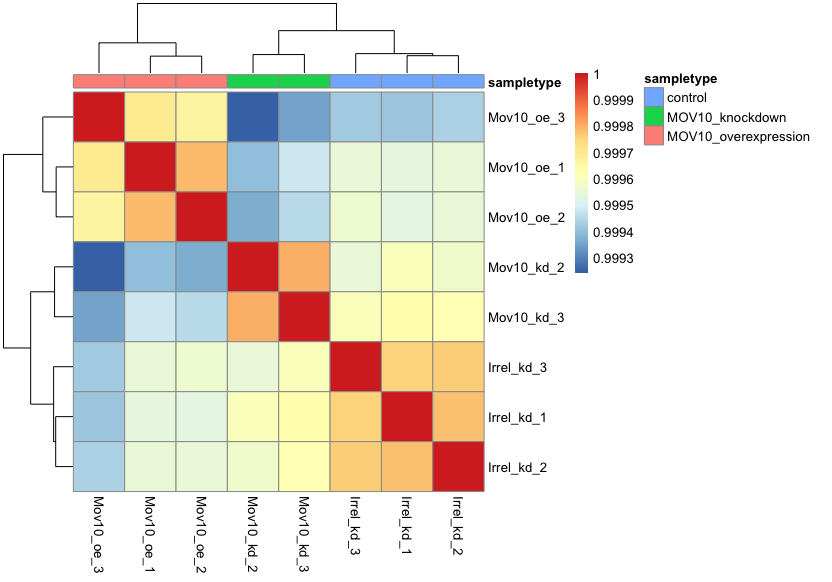 sampletype
Mov10_oe_3
Mov10_oe_1
Mov10_oe_2
Mov10_kd_2
Mov10_kd_3
Irrel_kd_3
Irrel_kd_1
Irrel_kd_2
Mov10_oe_3
Mov10_oe_1
Mov10_oe_2
Mov10_kd_2
Mov10_kd_3
Irrel_kd_3
Irrel_kd_1
Irrel_kd_2
1
0.9999
0.9998
0.9997
0.9996
0.9995
0.9994
0.9993
sampletype
control
MOV10_knockdown
MOV10_overexpression